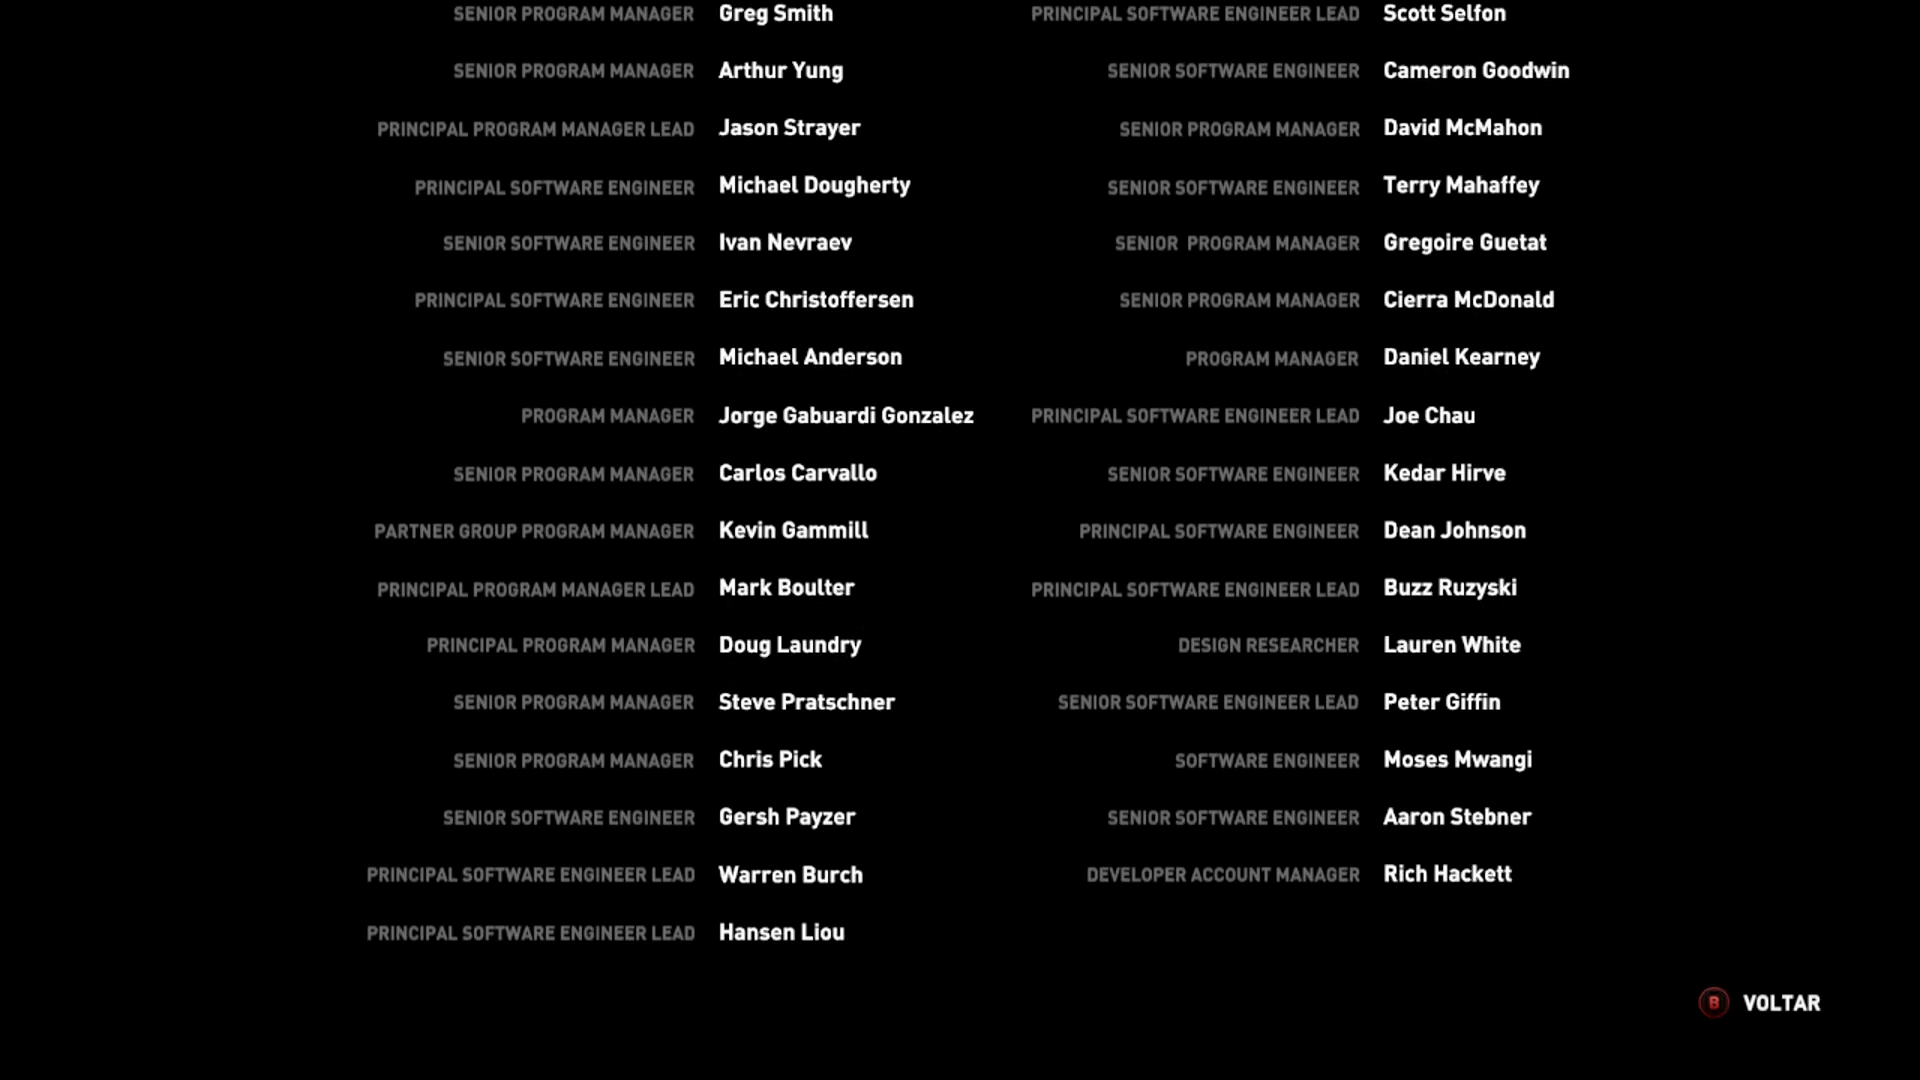 SENIOR PROGRAM MANAGER Greg Smith
SENIOR PROGRAM MANAGER Arthur Yung
PRINCIPAL PROGRAM MANAGER LEAD Jason Strayer
PRINCIPAL SOFTWARE ENGINEER Michael Dougherty
SENIOR SOFTWARE ENGINEER Ivan Nevraev
PRINCIPAL SOFTWARE ENGINEER Eric Christoffersen
SENIOR SOFTWARE ENGINEER Michael Anderson
PROGRAM MANAGER Jorge Gabuardi Gonzalez
SENIOR PROGRAM MANAGER Carlos Carvallo
PARTNER GROUP PROGRAM MANAGER Kevin Gammill
PRINCIPAL PROGRAM MANAGER LEAD Mark Boulter
PRINCIPAL PROGRAM MANAGER Doug Laundry
SENIOR PROGRAM MANAGER Steve Pratschner
SENIOR PROGRAM MANAGER Chris Pick
SENIOR SOFTWARE ENGINEER Gersh Payzer
PRINCIPAL SOFTWARE ENGINEER LEAD Warren Burch
PRINCIPAL SOFTWARE ENGINEER LEAD Hansen Liou
PRINCIPAL SOFTWARE ENGINEER LEAD Scott Selfon
SENIOR SOFTWARE ENGINEER Cameron Goodwin
SENIOR PROGRAM MANAGER David McMahon
SENIOR SOFTWARE ENGINEER Terry Mahaffey
SENIOR PROGRAM MANAGER Gregoire Guetat
SENIOR PROGRAM MANAGER Cierra McDonald
PROGRAM MANAGER Daniel Kearney
PRINCIPAL SOFTWARE ENGINEER LEAD Joe Chau
SENIOR SOFTWARE ENGINEER Kedar Hirve
PRINCIPAL SOFTWARE ENGINEER Dean Johnson
PRINCIPAL SOFTWARE ENGINEER LEAD Buzz Ruzyski
DESIGN RESEARCHER Lauren White
SENIOR SOFTWARE ENGINEER LEAD Peter Giffin
SOFTWARE ENGINEER Moses Mwangi
SENIOR SOFTWARE ENGINEER Aaron Stebner
DEVELOPER ACCOUNT MANAGER Rich Hackett
B VOLTAR